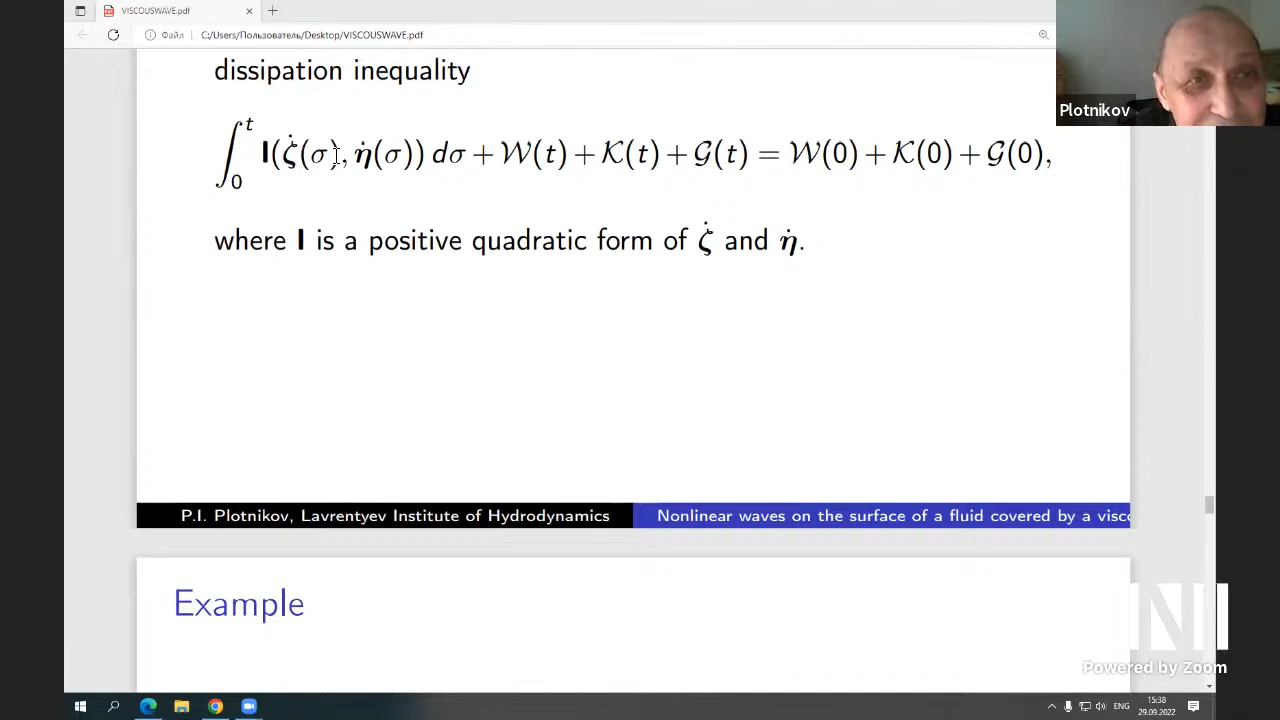 VISCOUSWAVE.pdf
Файл
C:/Users/Пользователь/Desktop/VISCOUSWAVE.pdf
Plotnikov
dissipation inequality
∫₀ᵗ I(ζ̇(σ), η̇(σ)) dσ + 𝒲(t) + 𝒦(t) + 𝒢(t) = 𝒲(0) + 𝒦(0) + 𝒢(0),
where I is a positive quadratic form of ζ̇ and η̇.
P.I. Plotnikov, Lavrentyev Institute of Hydrodynamics
Nonlinear waves on the surface of a fluid covered by a visco
Example
Powered by Zoom
ENG
15:38
29.09.2022